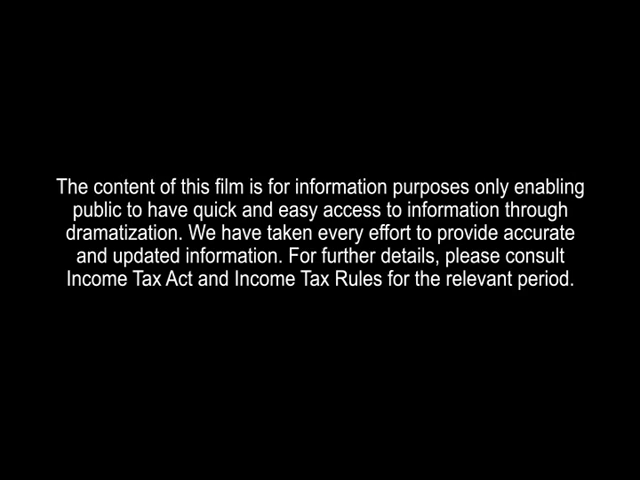 The content of this film is for information purposes only enabling
public to have quick and easy access to information through
dramatization. We have taken every effort to provide accurate
and updated information. For further details, please consult
Income Tax Act and Income Tax Rules for the relevant period.